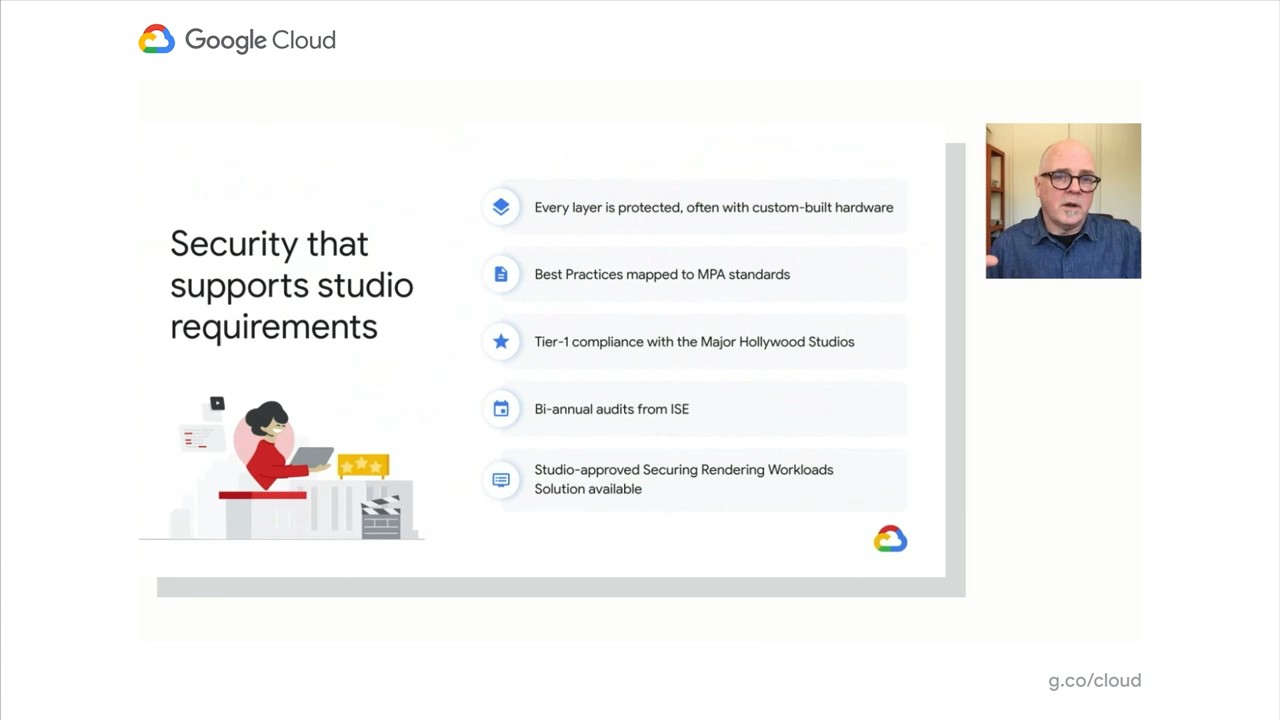 Google Cloud
Security that
supports studio
requirements
Every layer is protected, often with custom-built hardware
Best Practices mapped to MPA standards
Tier-1 compliance with the Major Hollywood Studios
Bi-annual audits from ISE
Studio-approved Securing Rendering Workloads
Solution available
g.co/cloud